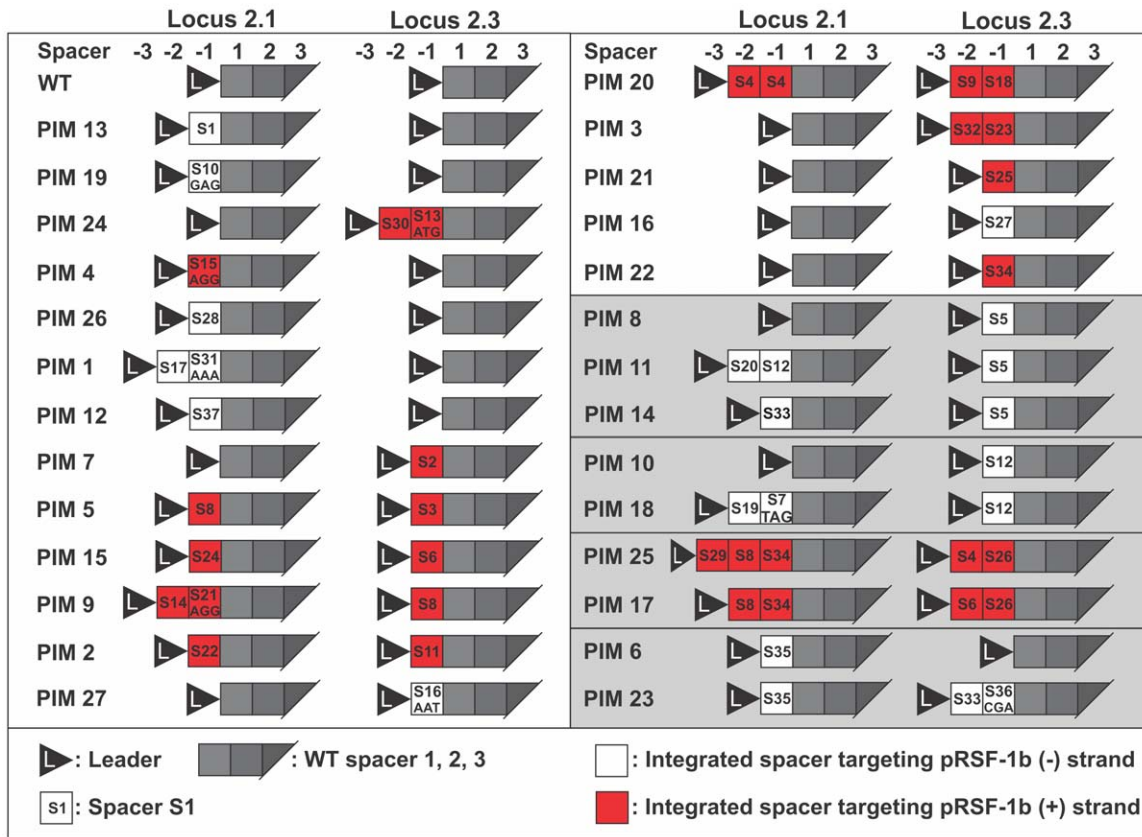 Locus 2.1 Locus 2.3 Locus 2.1 Locus 2.3
Spacer -3 -2 -1 1 2 3 -3 -2 -1 1 2 3
WT L L
PIM 13 L S1 L
PIM 19 L S10 GAG L
PIM 24 L L S30 S13 ATG
PIM 4 L S15 AGG L
PIM 26 L S28 L
PIM 1 L S17 S31 AAA L
PIM 12 L S37 L
PIM 7 L L S2
PIM 5 L S8 L S3
PIM 15 L S24 L S6
PIM 9 L S14 S21 AGG L S8
PIM 2 L S22 L S11
PIM 27 L L S16 AAT
Spacer -3 -2 -1 1 2 3 -3 -2 -1 1 2 3
PIM 20 L S4 S4 L S9 S18
PIM 3 L L S32 S23
PIM 21 L L S25
PIM 16 L L S27
PIM 22 L L S34
PIM 8 L L S5
PIM 11 L S20 S12 L S5
PIM 14 L S33 L S5
PIM 10 L L S12
PIM 18 L S19 S7 TAG L S12
PIM 25 L S29 S8 S34 L S4 S26
PIM 17 L S8 S34 L S6 S26
PIM 6 L S35 L
PIM 23 L S35 L S33 S36 CGA
L : Leader : WT spacer 1, 2, 3
S1 : Spacer S1
: Integrated spacer targeting pRSF-1b (-) strand
: Integrated spacer targeting pRSF-1b (+) strand